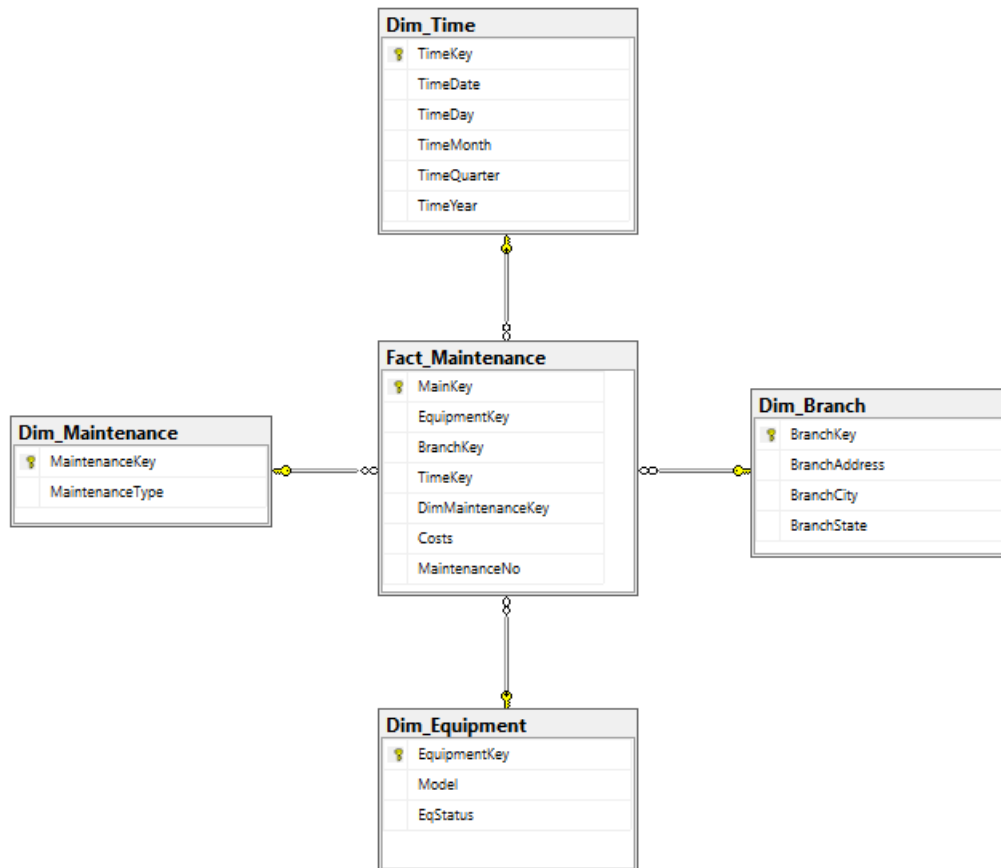 Dim_Time
TimeKey
TimeDate
TimeDay
TimeMonth
TimeQuarter
TimeYear
Fact_Maintenance
MainKey
EquipmentKey
BranchKey
TimeKey
DimMaintenanceKey
Costs
MaintenanceNo
Dim_Maintenance
MaintenanceKey
MaintenanceType
Dim_Branch
BranchKey
BranchAddress
BranchCity
BranchState
Dim_Equipment
EquipmentKey
Model
EqStatus